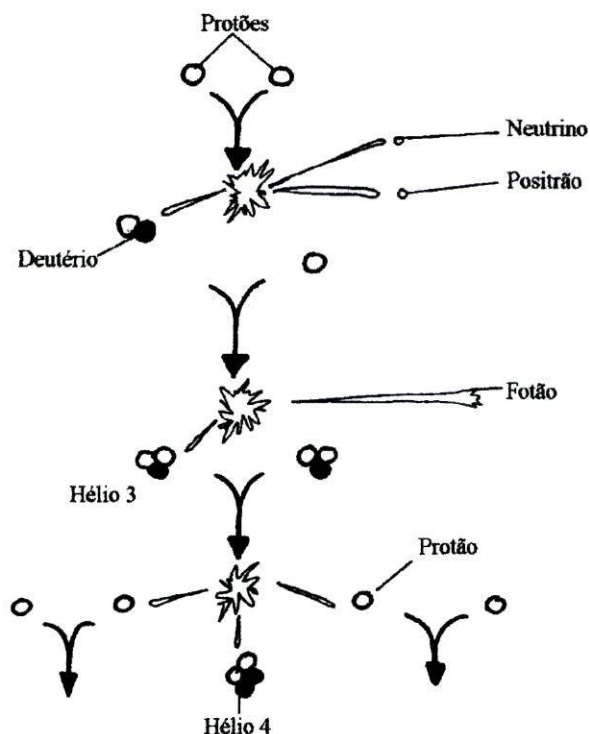 Protões
Neutrino
Positrão
Deutério
Fotão
Hélio 3
Protão
Hélio 4